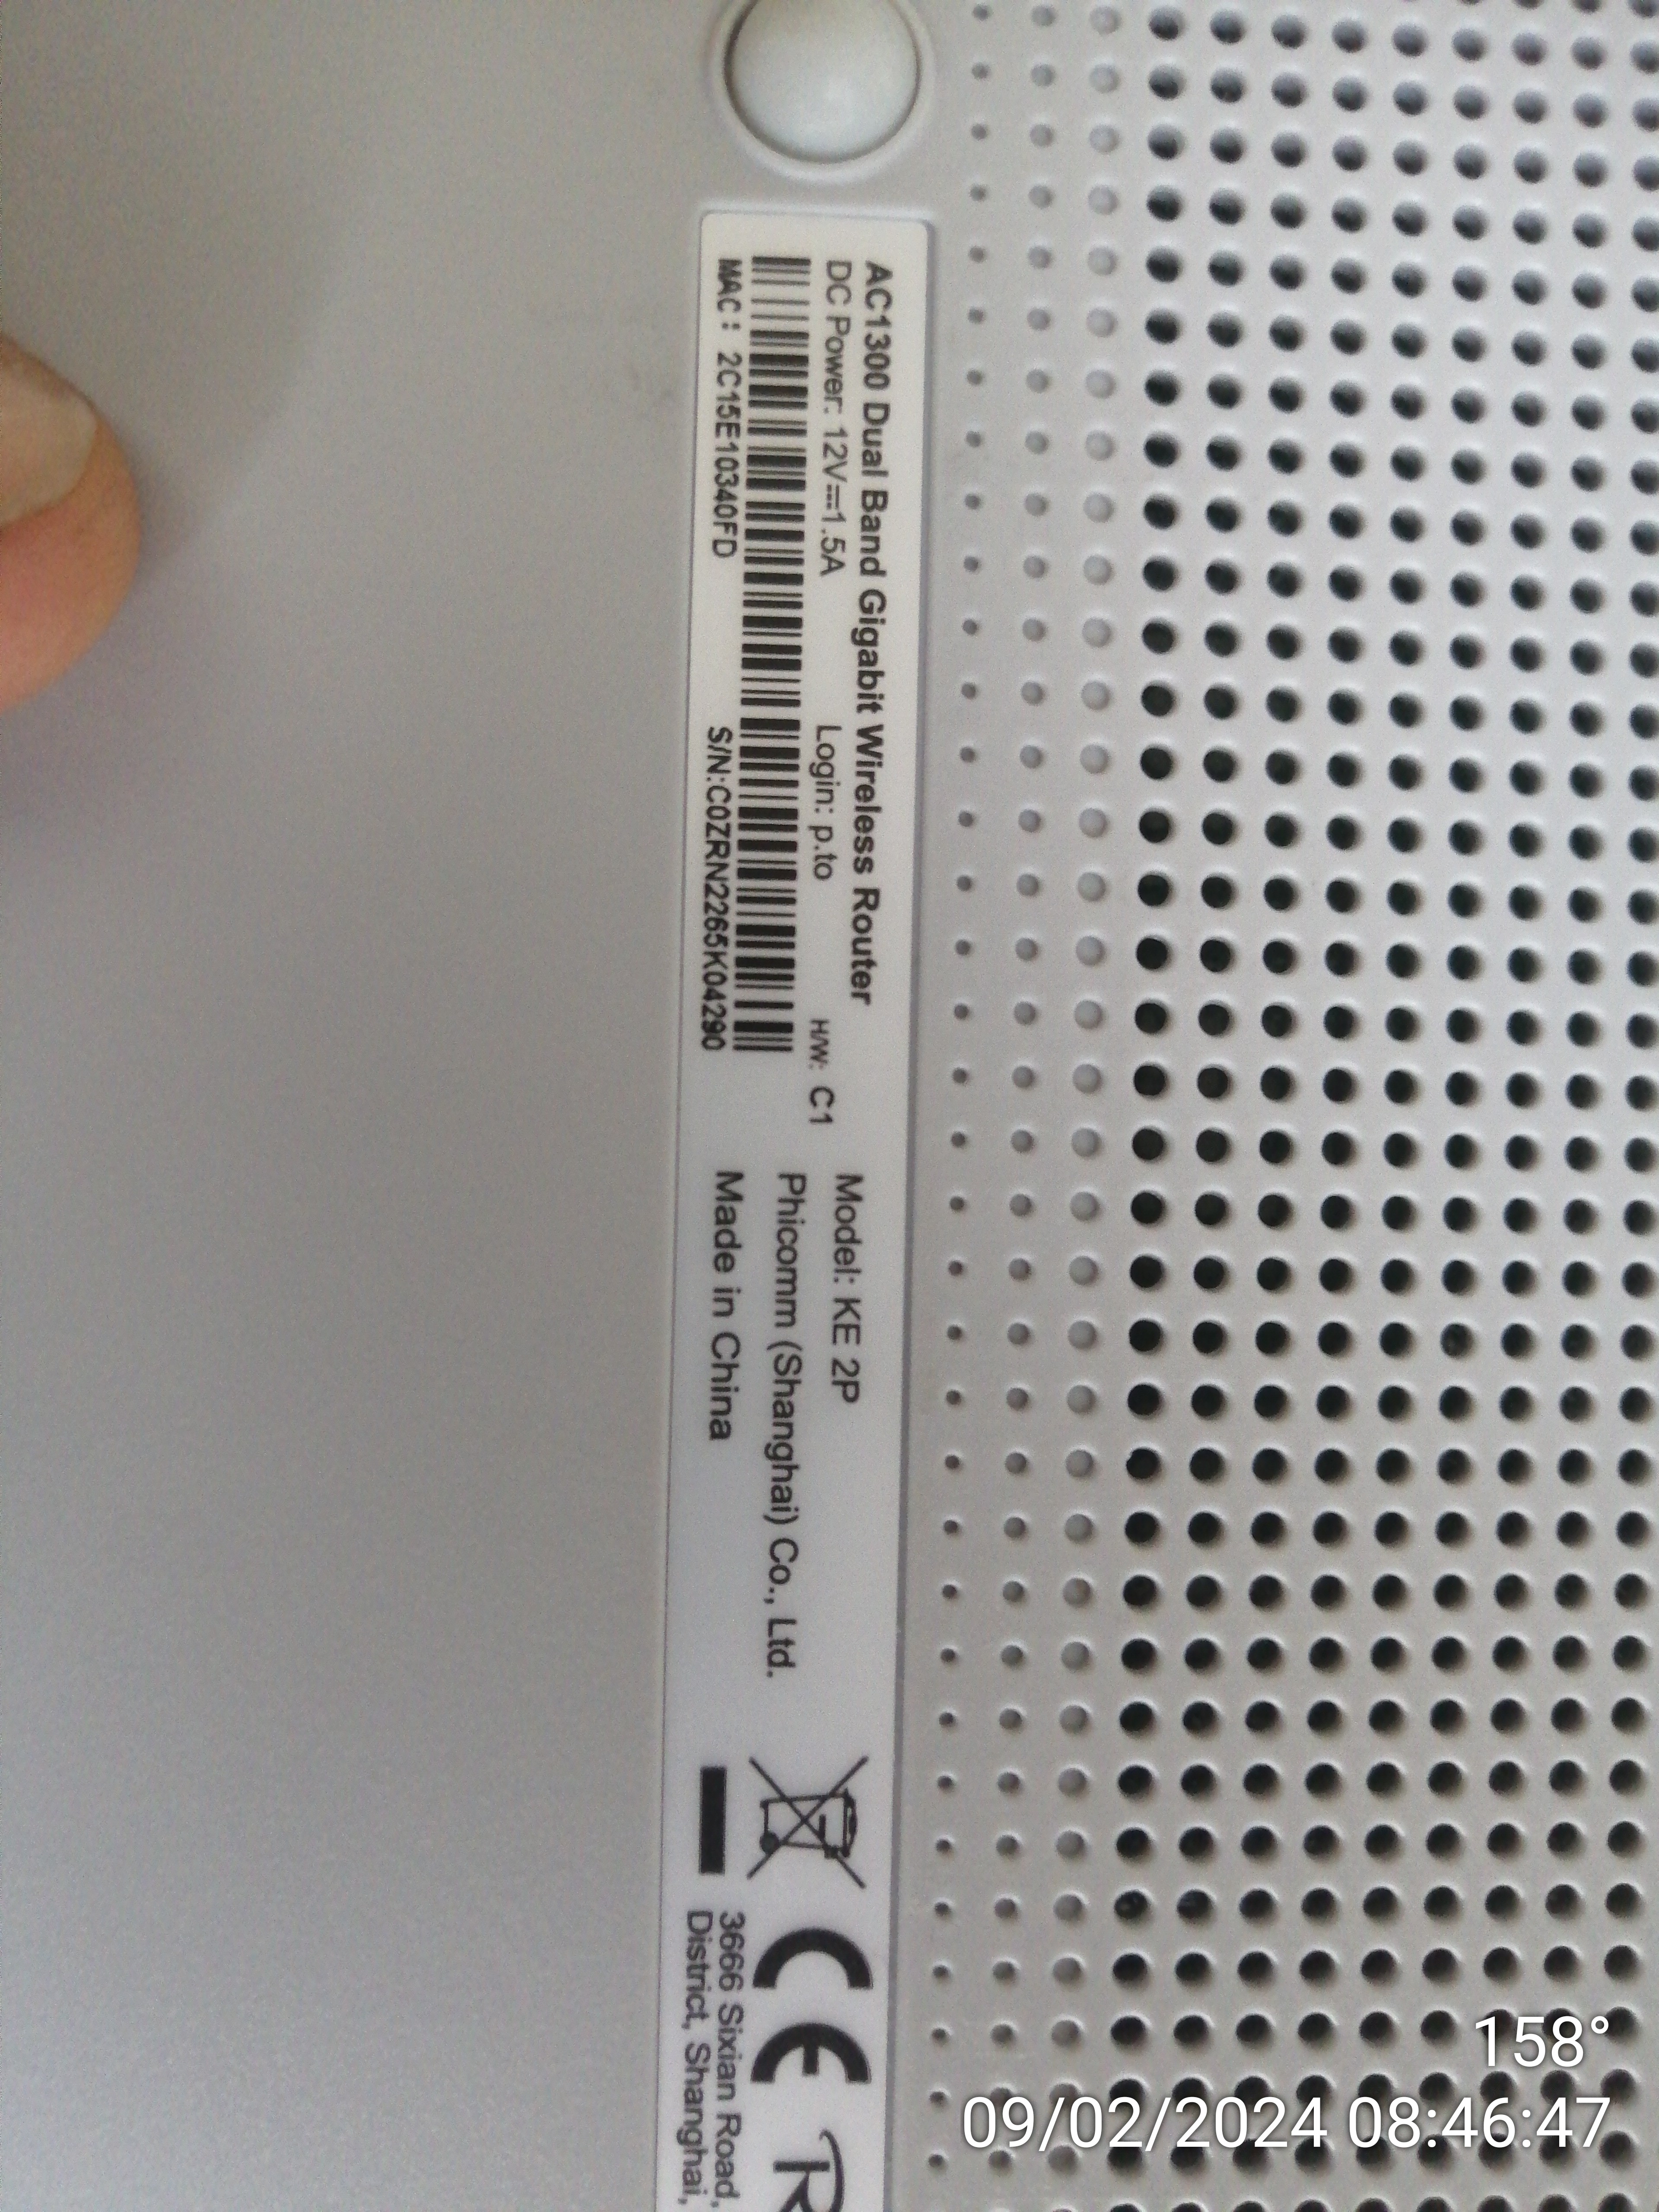 AC1300 Dual Band Gigabit Wireless Router
DC Power: 12V⎓1.5A Login: p.to H/W: C1
MAC: 2C15E10340FD S/N:C0ZRN2265K04290
Model: KE 2P
Phicomm (Shanghai) Co., Ltd.
Made in China
CE R
3666 Sixian Road,
District, Shanghai,
158°
09/02/2024 08:46:47